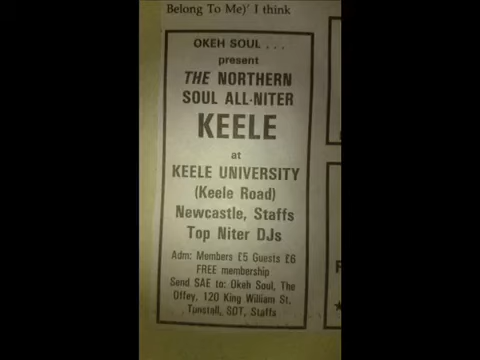 Belong To Me)' I think
OKEH SOUL . . .
present
THE NORTHERN
SOUL ALL-NITER
KEELE
at
KEELE UNIVERSITY
(Keele Road)
Newcastle, Staffs
Top Niter DJs
Adm: Members £5 Guests £6
FREE membership
Send SAE to: Okeh Soul, The
Offey, 120 King William St.
Tunstall, SOT, Staffs